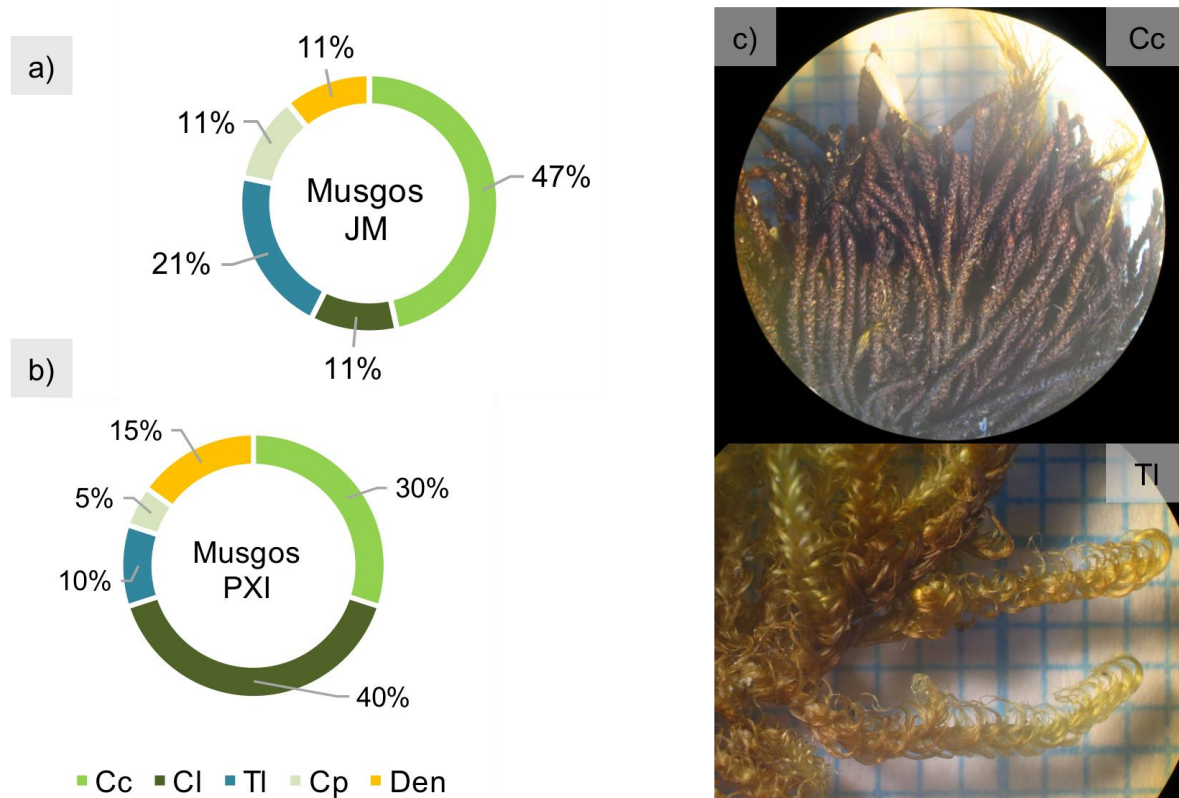 a)
11%
11%
47%
Musgos
JM
21%
11%
b)
15%
5%
30%
Musgos
PXI
10%
40%
Cc Cl Tl Cp Den
c)
Cc
Tl